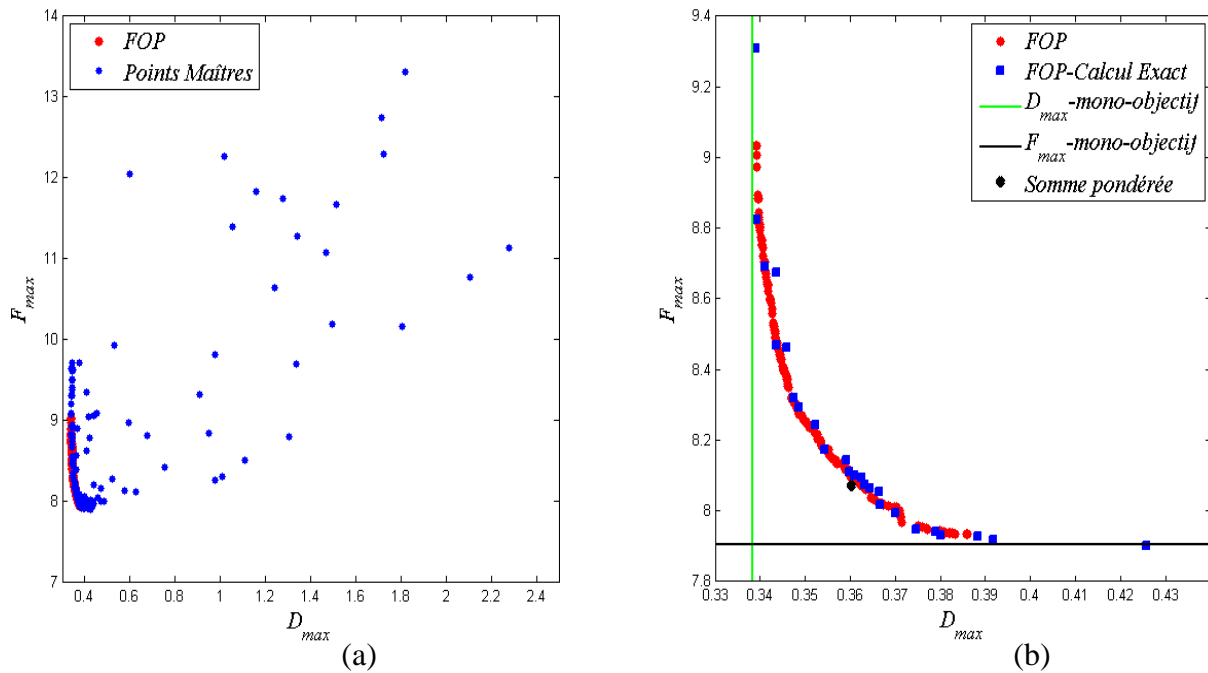 14
13
12
11
10
9
8
7
F_max
0.4 0.6 0.8 1 1.2 1.4 1.6 1.8 2 2.2 2.4
D_max
FOP
Points Maîtres
(a)
9.4
9.2
9
8.8
8.6
8.4
8.2
8
7.8
F_max
0.33 0.34 0.35 0.36 0.37 0.38 0.39 0.4 0.41 0.42 0.43
D_max
FOP
FOP-Calcul Exact
D_max-mono-objectif
F_max-mono-objectif
Somme pondérée
(b)